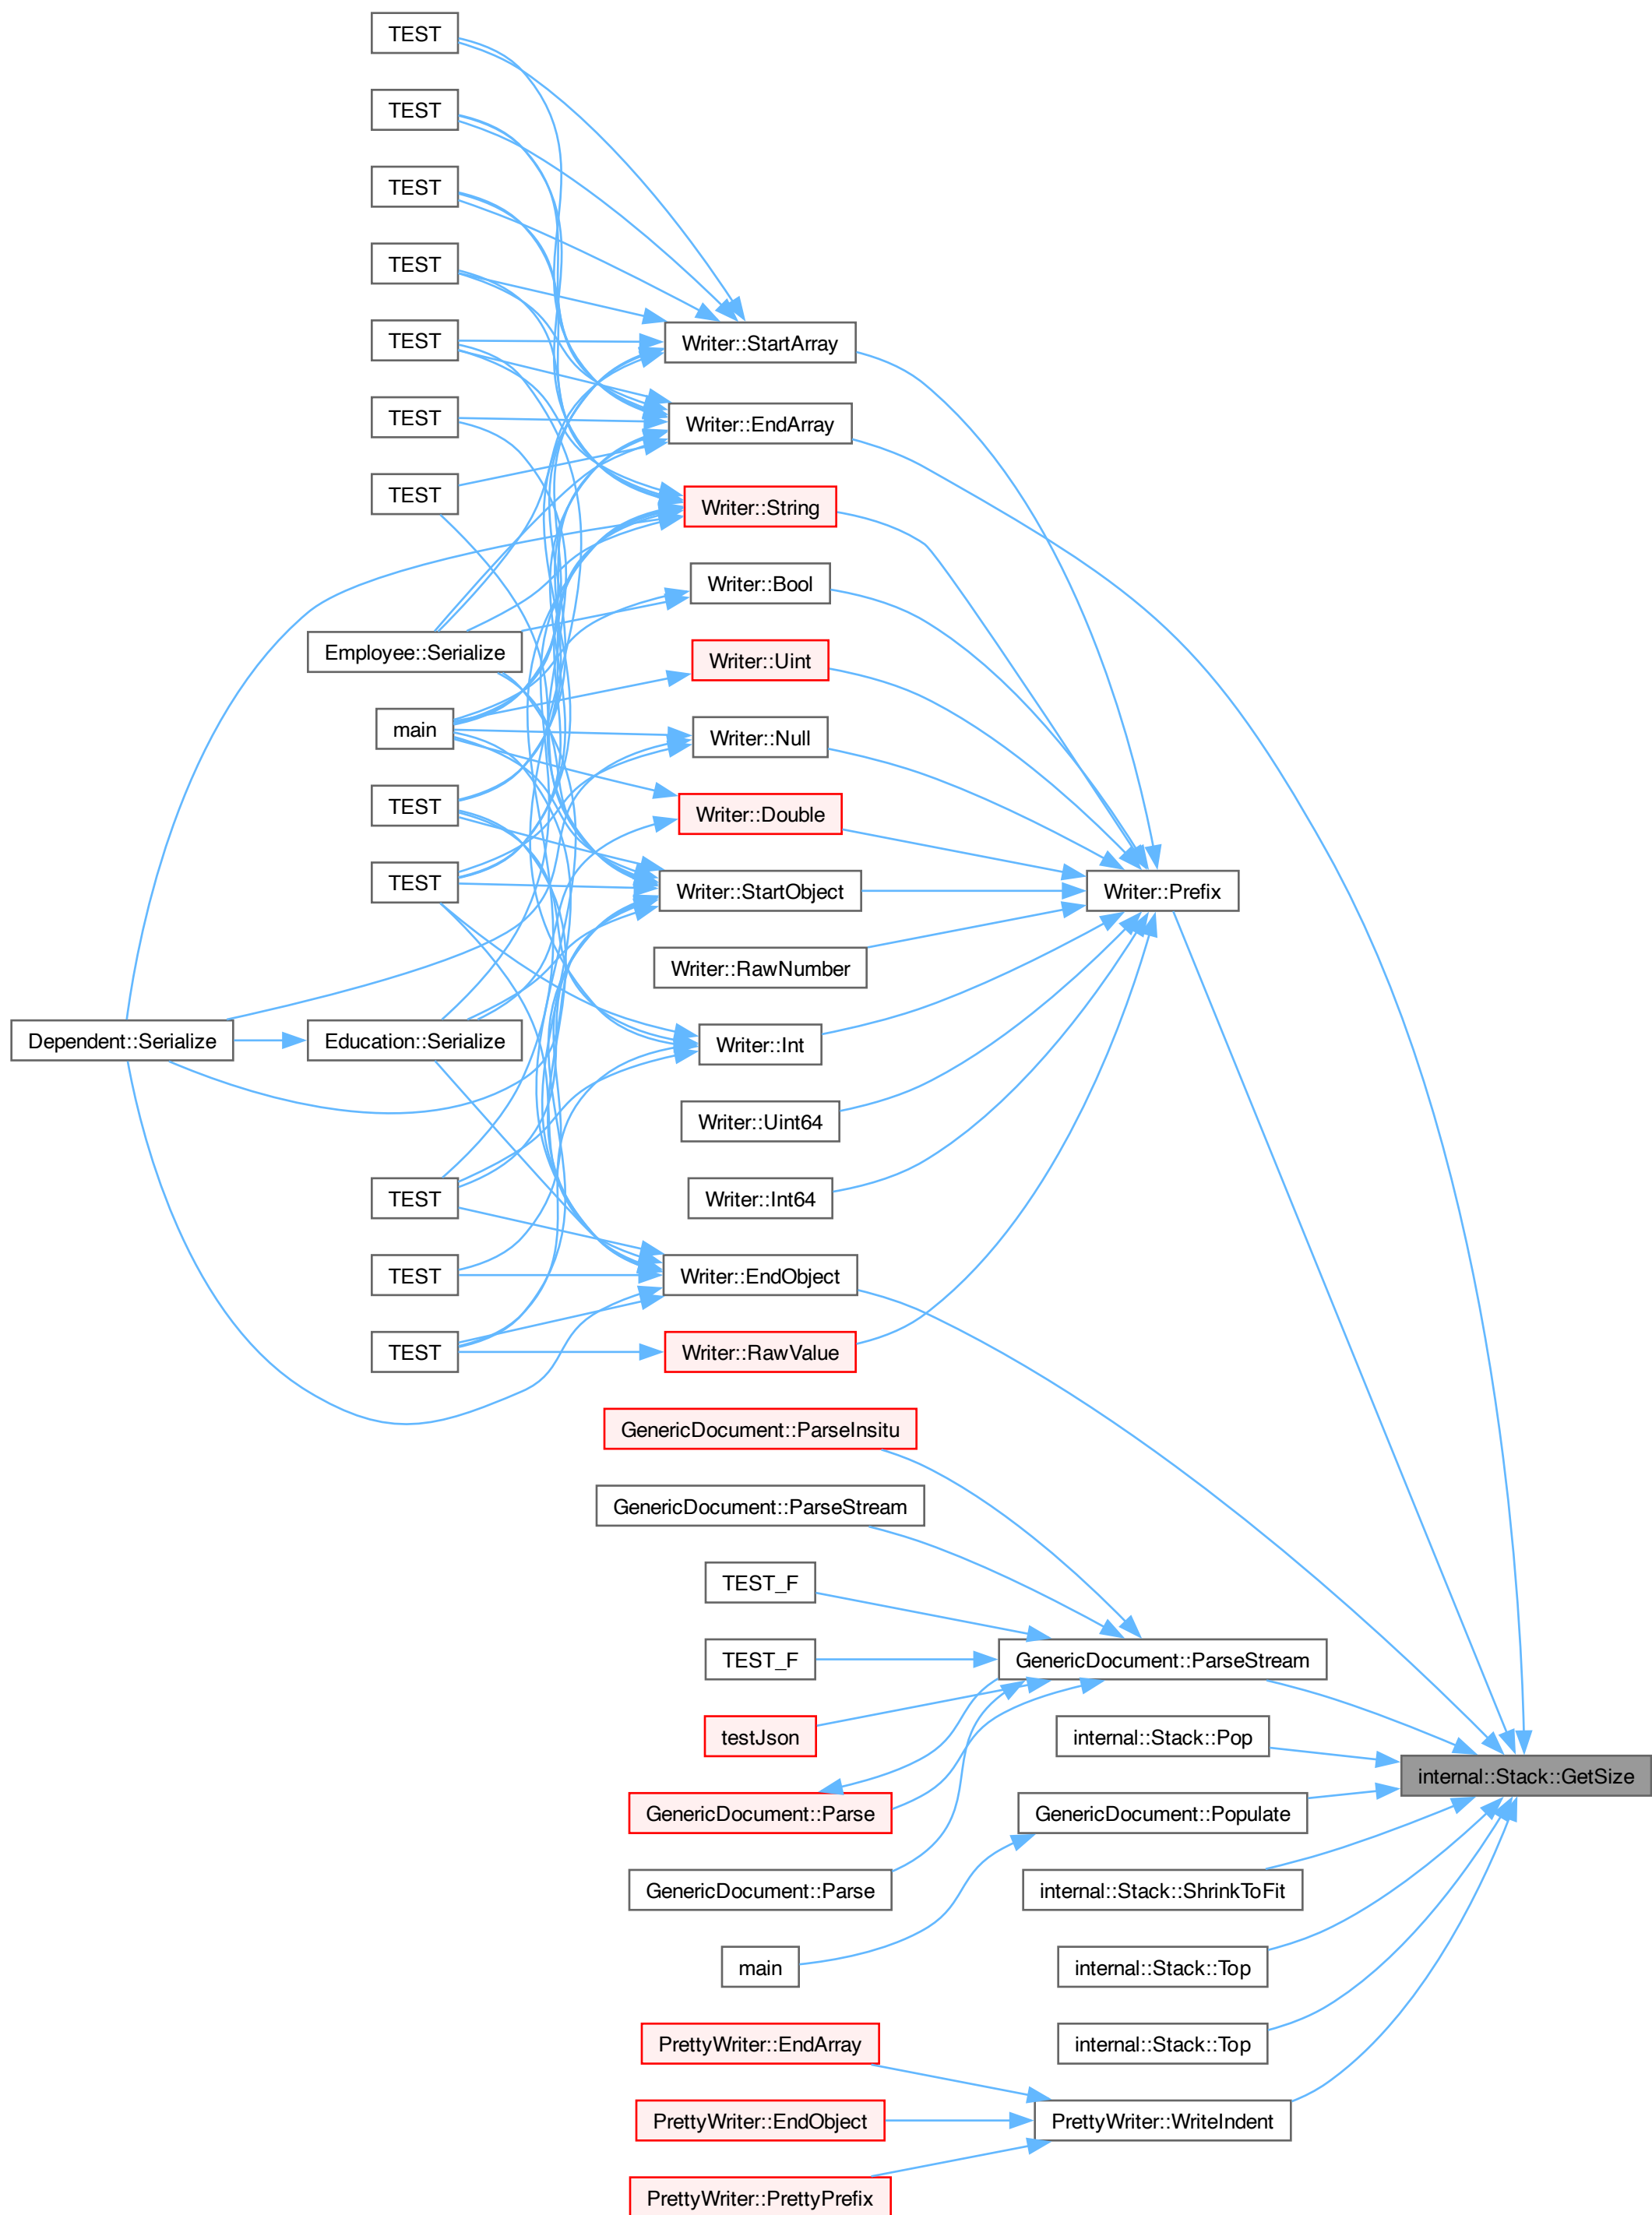 TEST
TEST
TEST
TEST
TEST
TEST
TEST
Employee::Serialize
main
TEST
TEST
Dependent::Serialize
Education::Serialize
TEST
TEST
TEST
Writer::StartArray
Writer::EndArray
Writer::String
Writer::Bool
Writer::Uint
Writer::Null
Writer::Double
Writer::StartObject
Writer::RawNumber
Writer::Int
Writer::Uint64
Writer::Int64
Writer::EndObject
Writer::RawValue
GenericDocument::ParseInsitu
GenericDocument::ParseStream
TEST_F
TEST_F
testJson
GenericDocument::Parse
GenericDocument::Parse
main
PrettyWriter::EndArray
PrettyWriter::EndObject
PrettyWriter::PrettyPrefix
Writer::Prefix
GenericDocument::ParseStream
internal::Stack::Pop
GenericDocument::Populate
internal::Stack::ShrinkToFit
internal::Stack::Top
internal::Stack::Top
PrettyWriter::WriteIndent
internal::Stack::GetSize